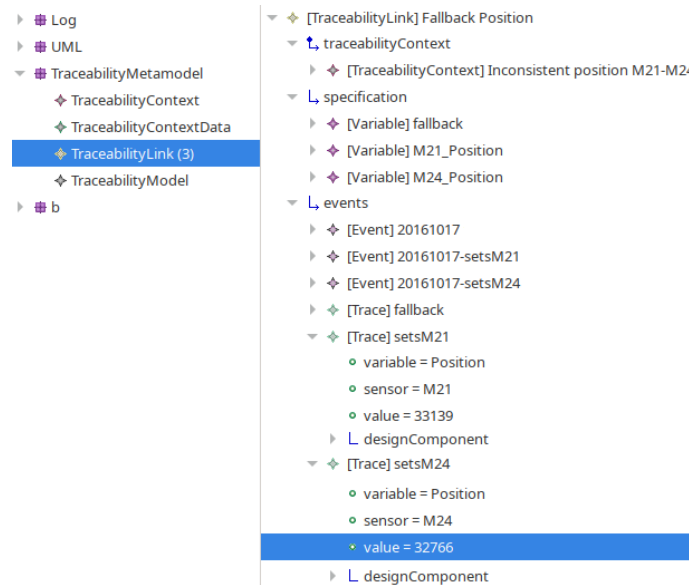 Log
UML
TraceabilityMetamodel
TraceabilityContext
TraceabilityContextData
TraceabilityLink (3)
TraceabilityModel
b
[TraceabilityLink] Fallback Position
traceabilityContext
[TraceabilityContext] Inconsistent position M21-M24
specification
[Variable] fallback
[Variable] M21_Position
[Variable] M24_Position
events
[Event] 20161017
[Event] 20161017-setsM21
[Event] 20161017-setsM24
[Trace] fallback
[Trace] setsM21
variable = Position
sensor = M21
value = 33139
designComponent
[Trace] setsM24
variable = Position
sensor = M24
value = 32766
designComponent